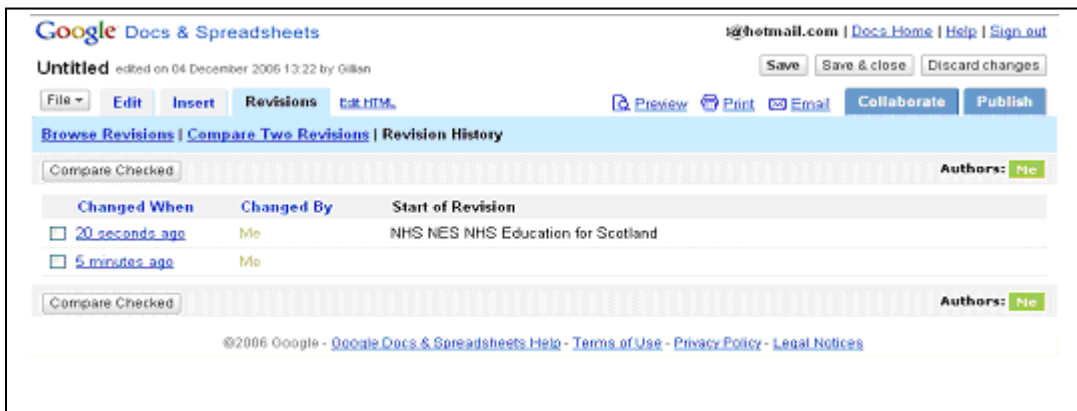 Google Docs & Spreadsheets @hotmail.com | Docs Home | Help | Sign out
Untitled edited on 04 December 2006 13:22 by Gillian Save Save & close Discard changes
File Edit Insert Revisions Edit HTML Preview Print Email Collaborate Publish
Browse Revisions | Compare Two Revisions | Revision History
Compare Checked Authors: Me
Changed When Changed By Start of Revision
20 seconds ago Me NHS NES NHS Education for Scotland
5 minutes ago Me
Compare Checked Authors: Me
©2006 Google - Google Docs & Spreadsheets Help - Terms of Use - Privacy Policy - Legal Notices